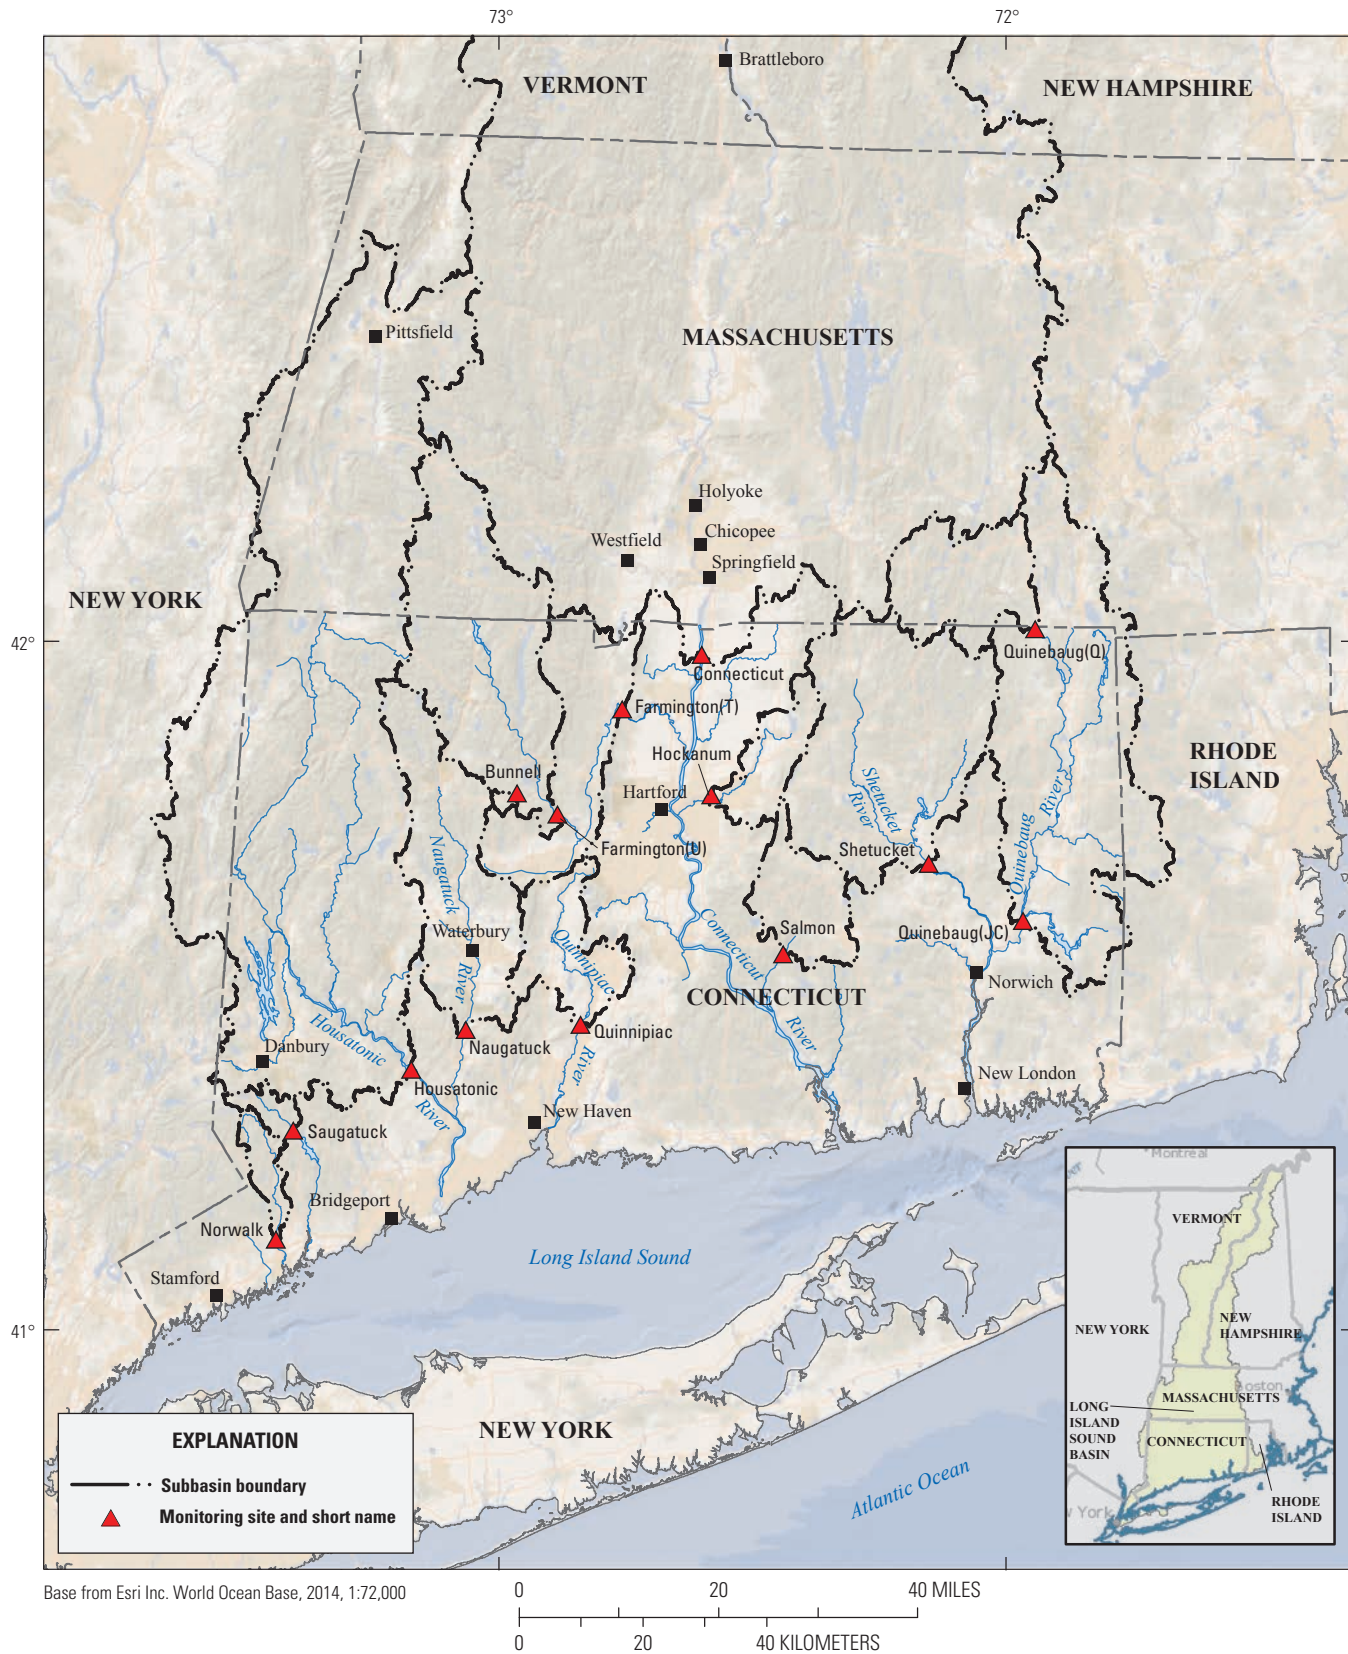 73°
72°
Brattleboro
VERMONT
NEW HAMPSHIRE
Pittsfield
MASSACHUSETTS
Holyoke
Chicopee
Westfield
Springfield
NEW YORK
42°
Quinebaug(Q)
Connecticut
Farmington(T)
RHODE
ISLAND
Hockanum
Bunnell
Hartford
Shetucket
River
Farmington(U)
Shetucket
Quinebaug
River
Naugatuck
River
Waterbury
Quinnipiac
River
Connecticut
River
Salmon
Quinebaug(JC)
Norwich
CONNECTICUT
Housatonic
River
Danbury
Naugatuck
Quinnipiac
Housatonic
New London
New Haven
Saugatuck
Bridgeport
Norwalk
Stamford
Long Island Sound
41°
NEW YORK
Atlantic Ocean
EXPLANATION
Subbasin boundary
Monitoring site and short name
Montréal
VERMONT
NEW YORK
NEW
HAMPSHIRE
Boston
MASSACHUSETTS
LONG
ISLAND
SOUND
BASIN
CONNECTICUT
RHODE
ISLAND
York
Base from Esri Inc. World Ocean Base, 2014, 1:72,000
0 20 40 MILES
0 20 40 KILOMETERS